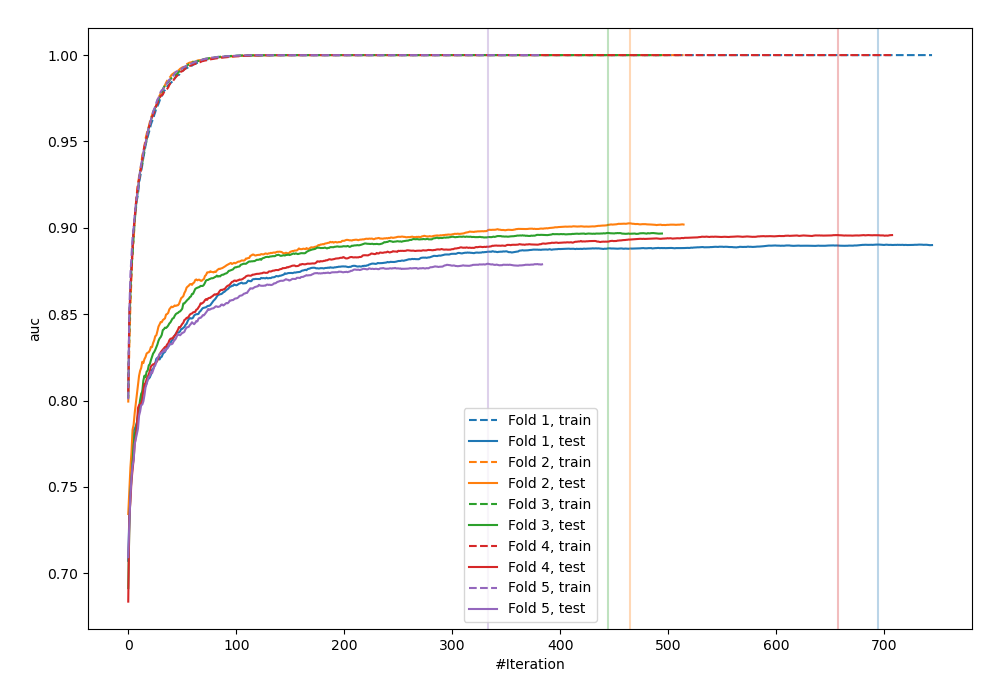 1.00
0.95
0.90
0.85
0.80
0.75
0.70
auc
Fold 1, train
Fold 1, test
Fold 2, train
Fold 2, test
Fold 3, train
Fold 3, test
Fold 4, train
Fold 4, test
Fold 5, train
Fold 5, test
0 100 200 300 400 500 600 700
#Iteration